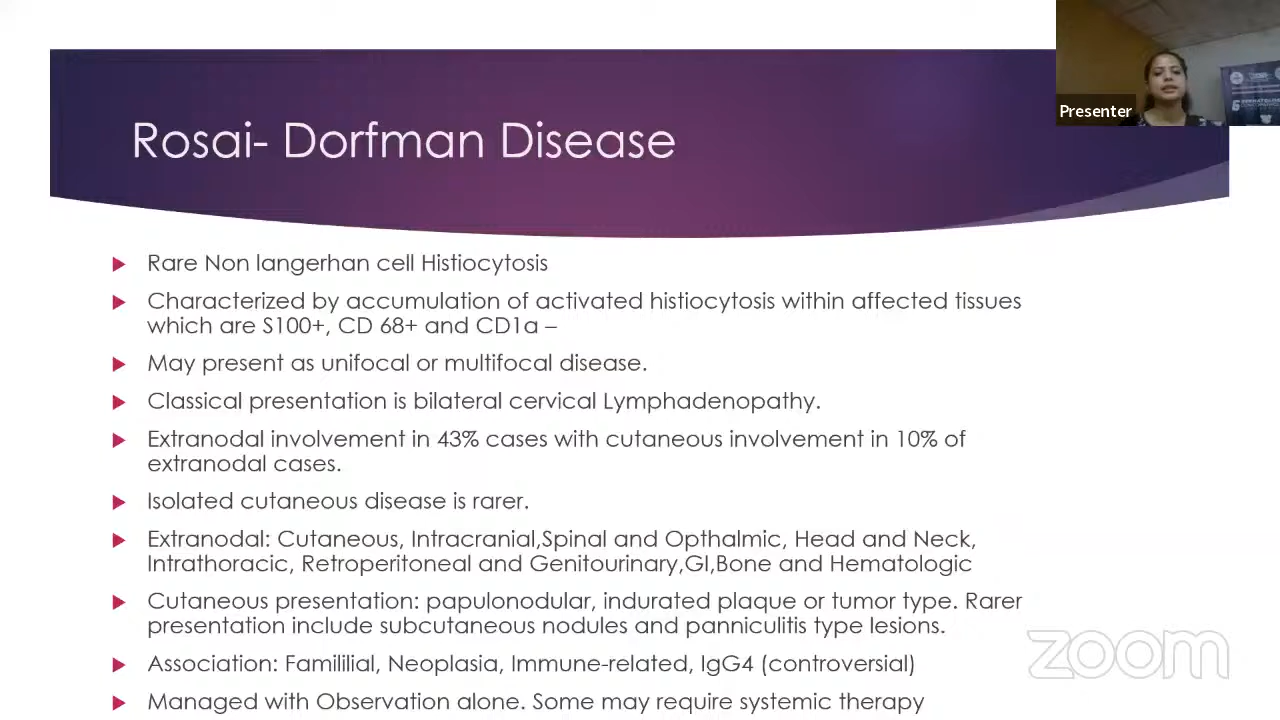 Rosai- Dorfman Disease
Presenter
Rare Non langerhan cell Histiocytosis
Characterized by accumulation of activated histiocytosis within affected tissues
which are S100+, CD 68+ and CD1a –
May present as unifocal or multifocal disease.
Classical presentation is bilateral cervical Lymphadenopathy.
Extranodal involvement in 43% cases with cutaneous involvement in 10% of
extranodal cases.
Isolated cutaneous disease is rarer.
Extranodal: Cutaneous, Intracranial,Spinal and Opthalmic, Head and Neck,
Intrathoracic, Retroperitoneal and Genitourinary,GI,Bone and Hematologic
Cutaneous presentation: papulonodular, indurated plaque or tumor type. Rarer
presentation include subcutaneous nodules and panniculitis type lesions.
Association: Famililial, Neoplasia, Immune-related, IgG4 (controversial)
Managed with Observation alone. Some may require systemic therapy
zoom